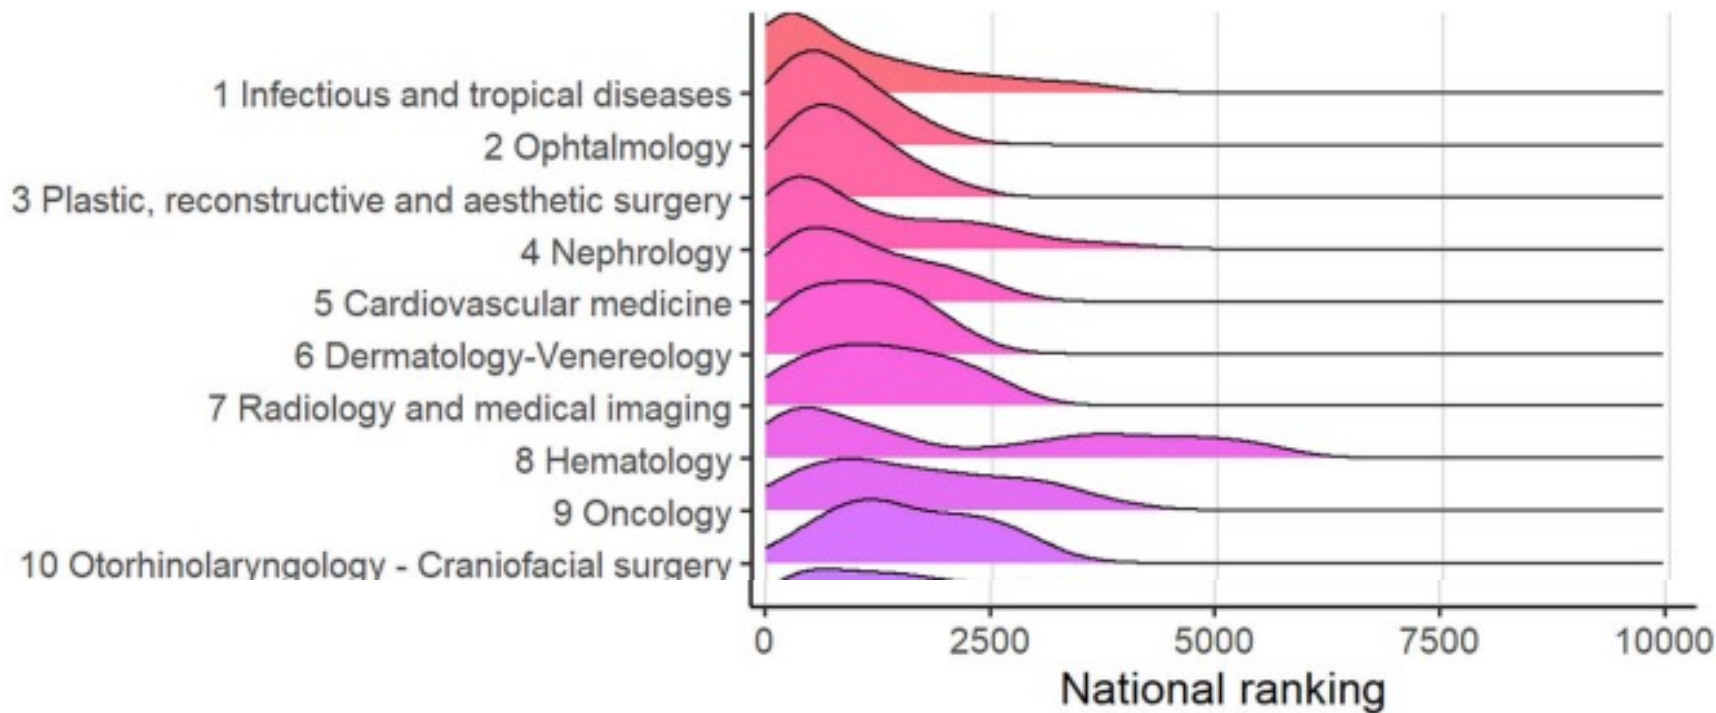 1 Infectious and tropical diseases
2 Ophtalmology
3 Plastic, reconstructive and aesthetic surgery
4 Nephrology
5 Cardiovascular medicine
6 Dermatology-Venereology
7 Radiology and medical imaging
8 Hematology
9 Oncology
10 Otorhinolaryngology - Craniofacial surgery
0 2500 5000 7500 10000
National ranking